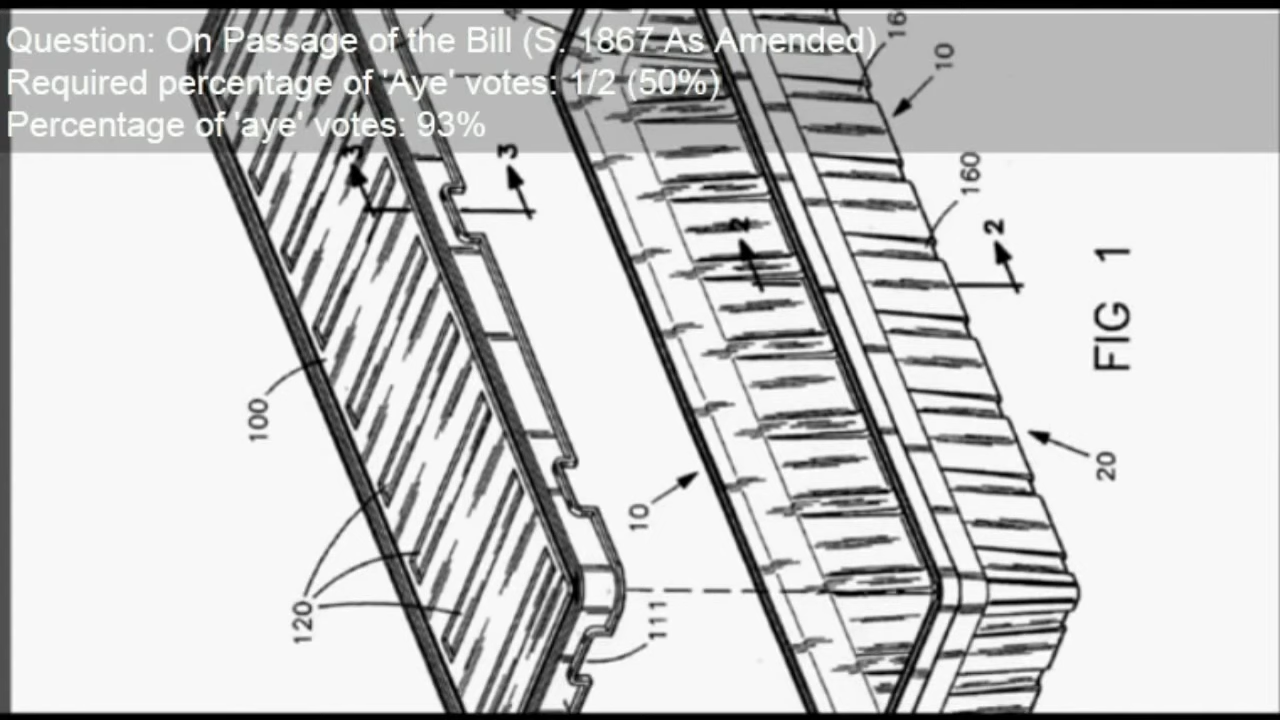 Question: On Passage of the Bill (S. 1867 As Amended)
Required percentage of 'Aye' votes: 1/2 (50%)
Percentage of 'aye' votes: 93%
10
3
3
160
2
2
FIG 1
100
20
10
120
111